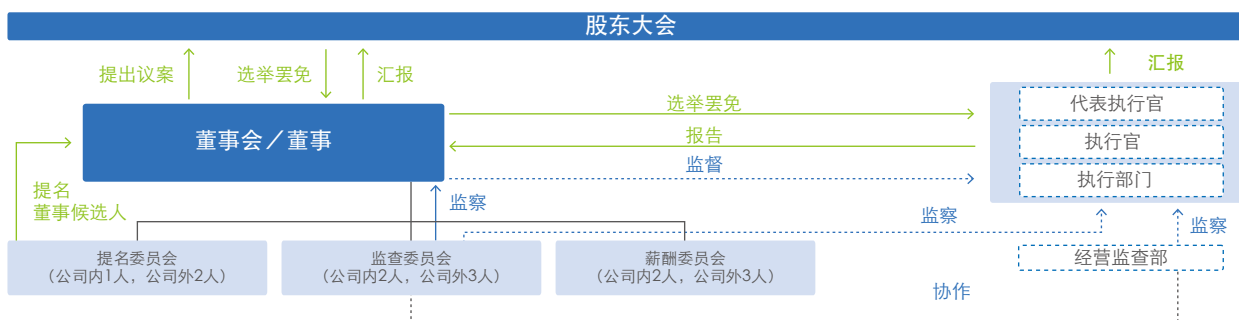 股东大会
提出议案
选举罢免
汇报
汇报
董事会／董事
选举罢免
报告
监督
代表执行官
执行官
执行部门
提名
董事候选人
监察
监察
监察
提名委员会
（公司内1人，公司外2人）
监查委员会
（公司内2人，公司外3人）
薪酬委员会
（公司内2人，公司外3人）
经营监查部
协作